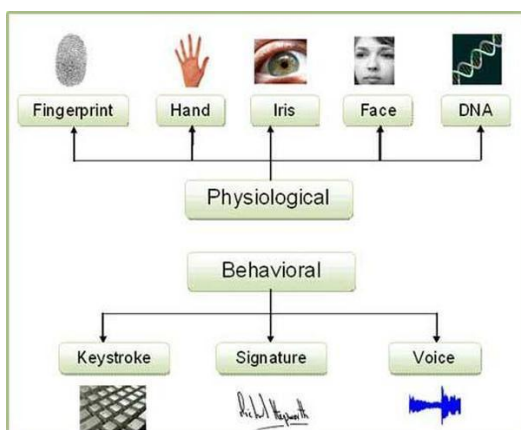 Fingerprint
Hand
Iris
Face
DNA
Physiological
Behavioral
Keystroke
Signature
Voice